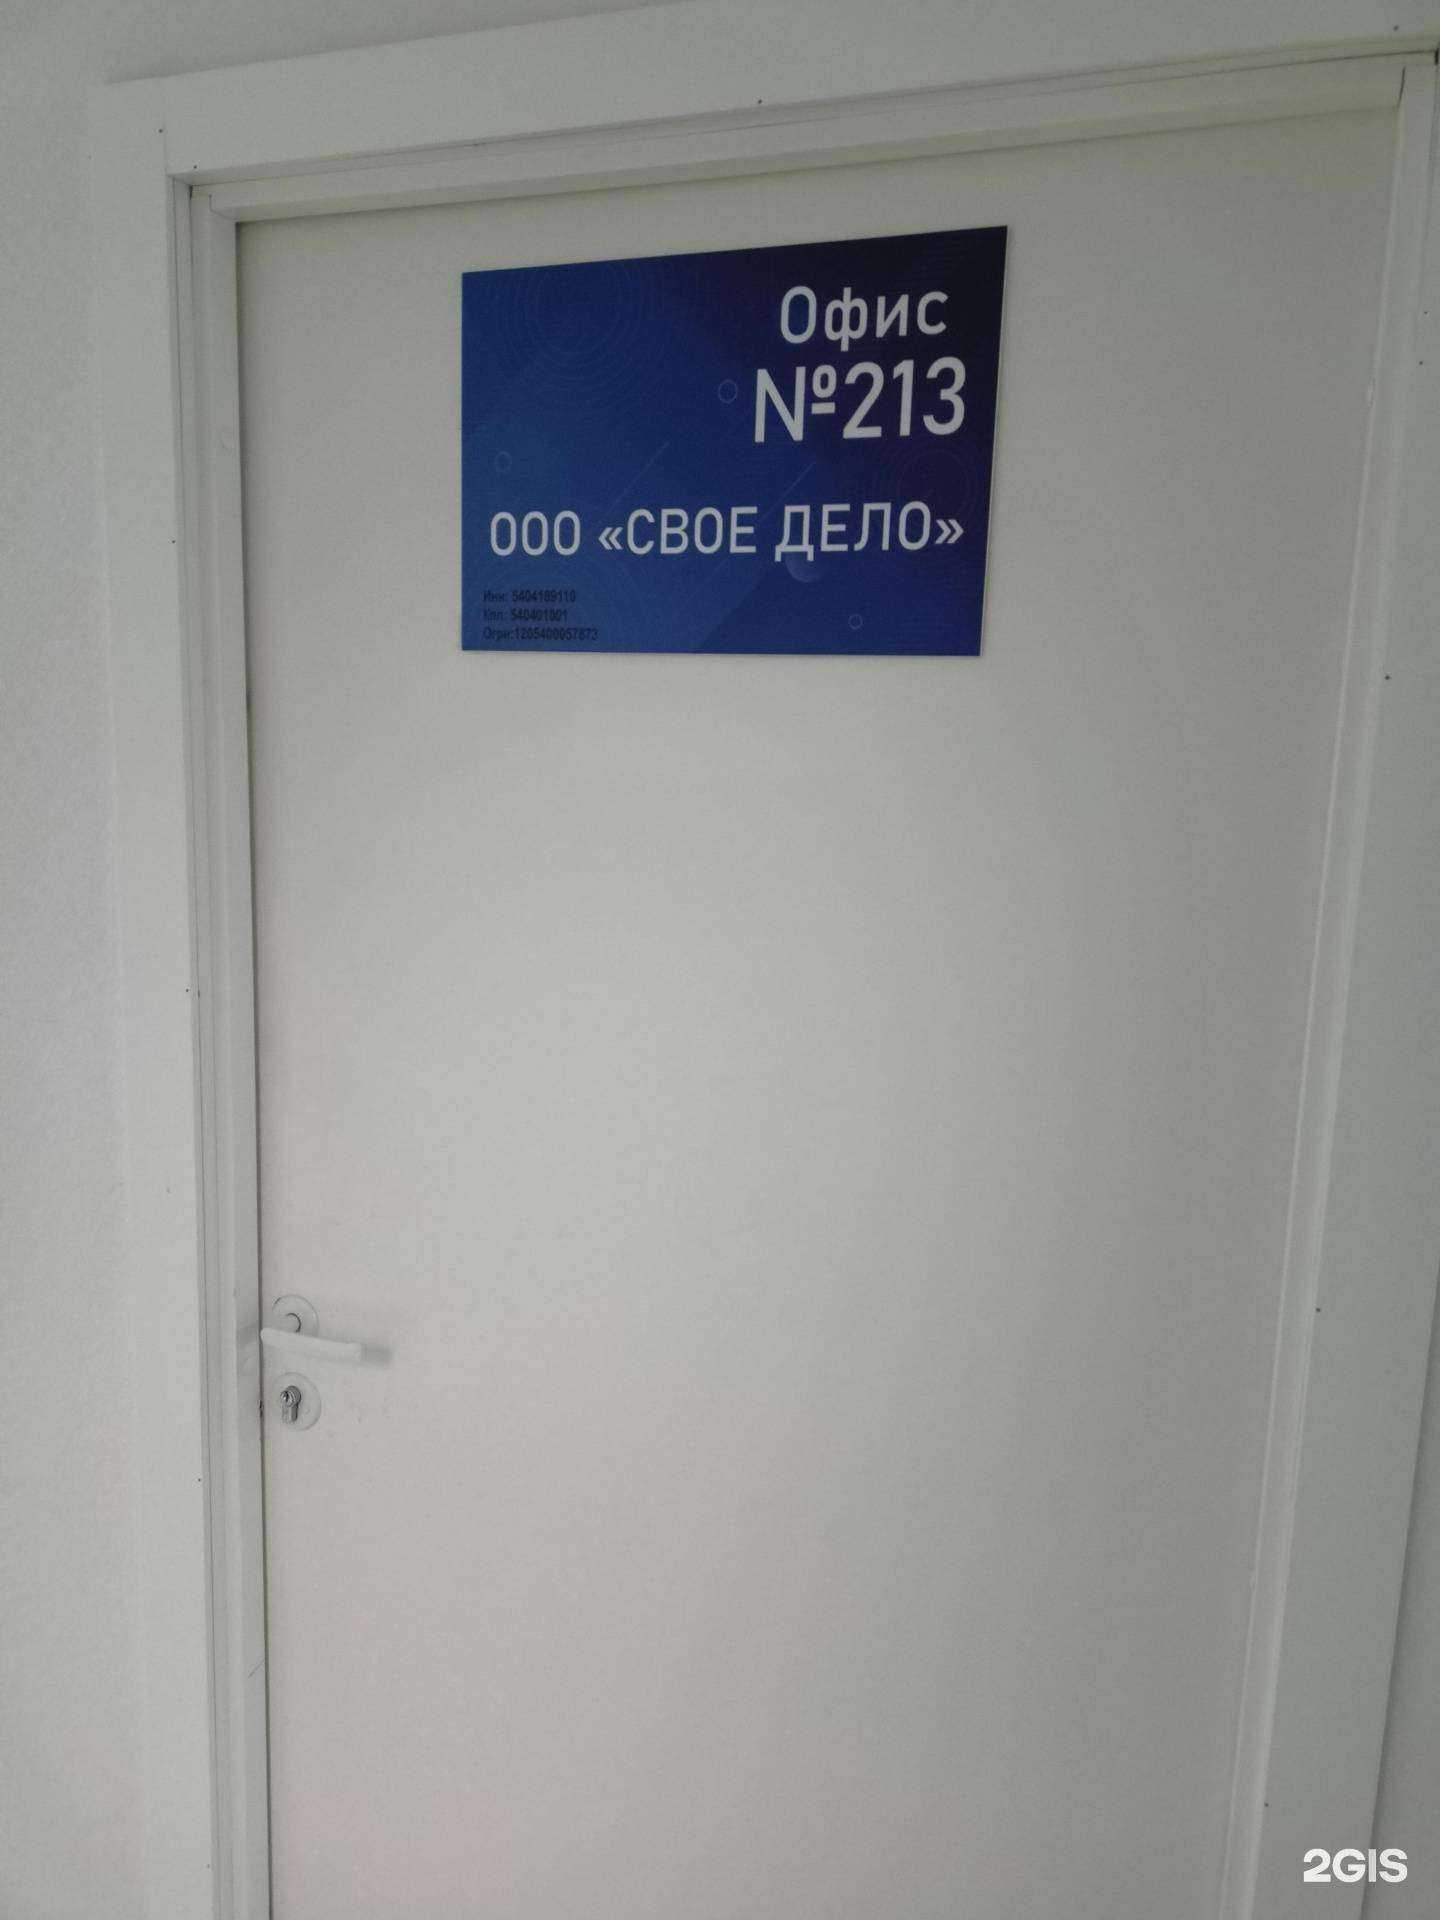 Офис
№213
ООО «СВОЕ ДЕЛО»
Инн: 5404189110
Кпп: 540401001
Огрн:1205400057873
2GIS